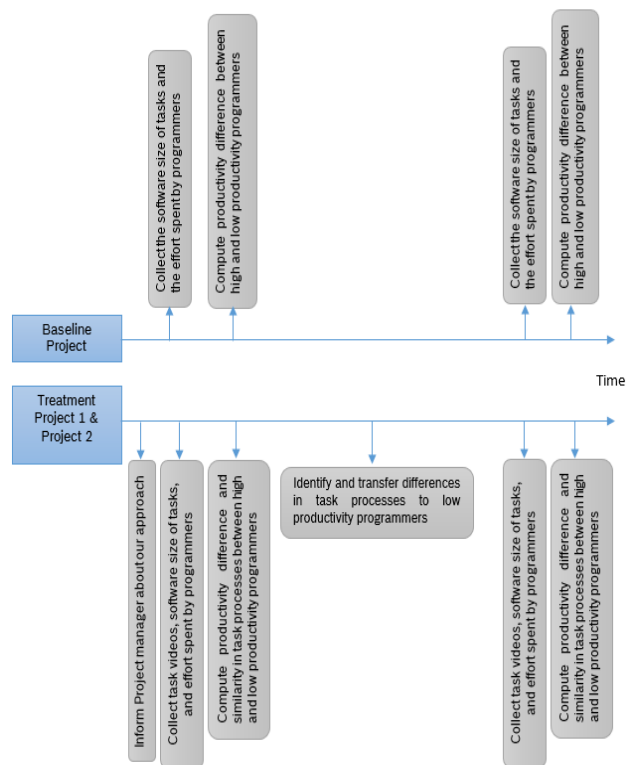 Collect the software size of tasks and
the effort spent by programmers
Compute productivity difference between
high and low productivity programmers
Collect the software size of tasks and
the effort spent by programmers
Compute productivity difference between
high and low productivity programmers
Baseline
Project
Time
Treatment
Project 1 &
Project 2
Inform Project manager about our approach
Collect task videos, software size of tasks,
and effort spent by programmers
Compute productivity difference and
similarity in task processes between high
and low productivity programmers
Identify and transfer differences
in task processes to low
productivity programmers
Collect task videos, software size of tasks,
and effort spent by programmers
Compute productivity difference and
similarity in task processes between high
and low productivity programmers